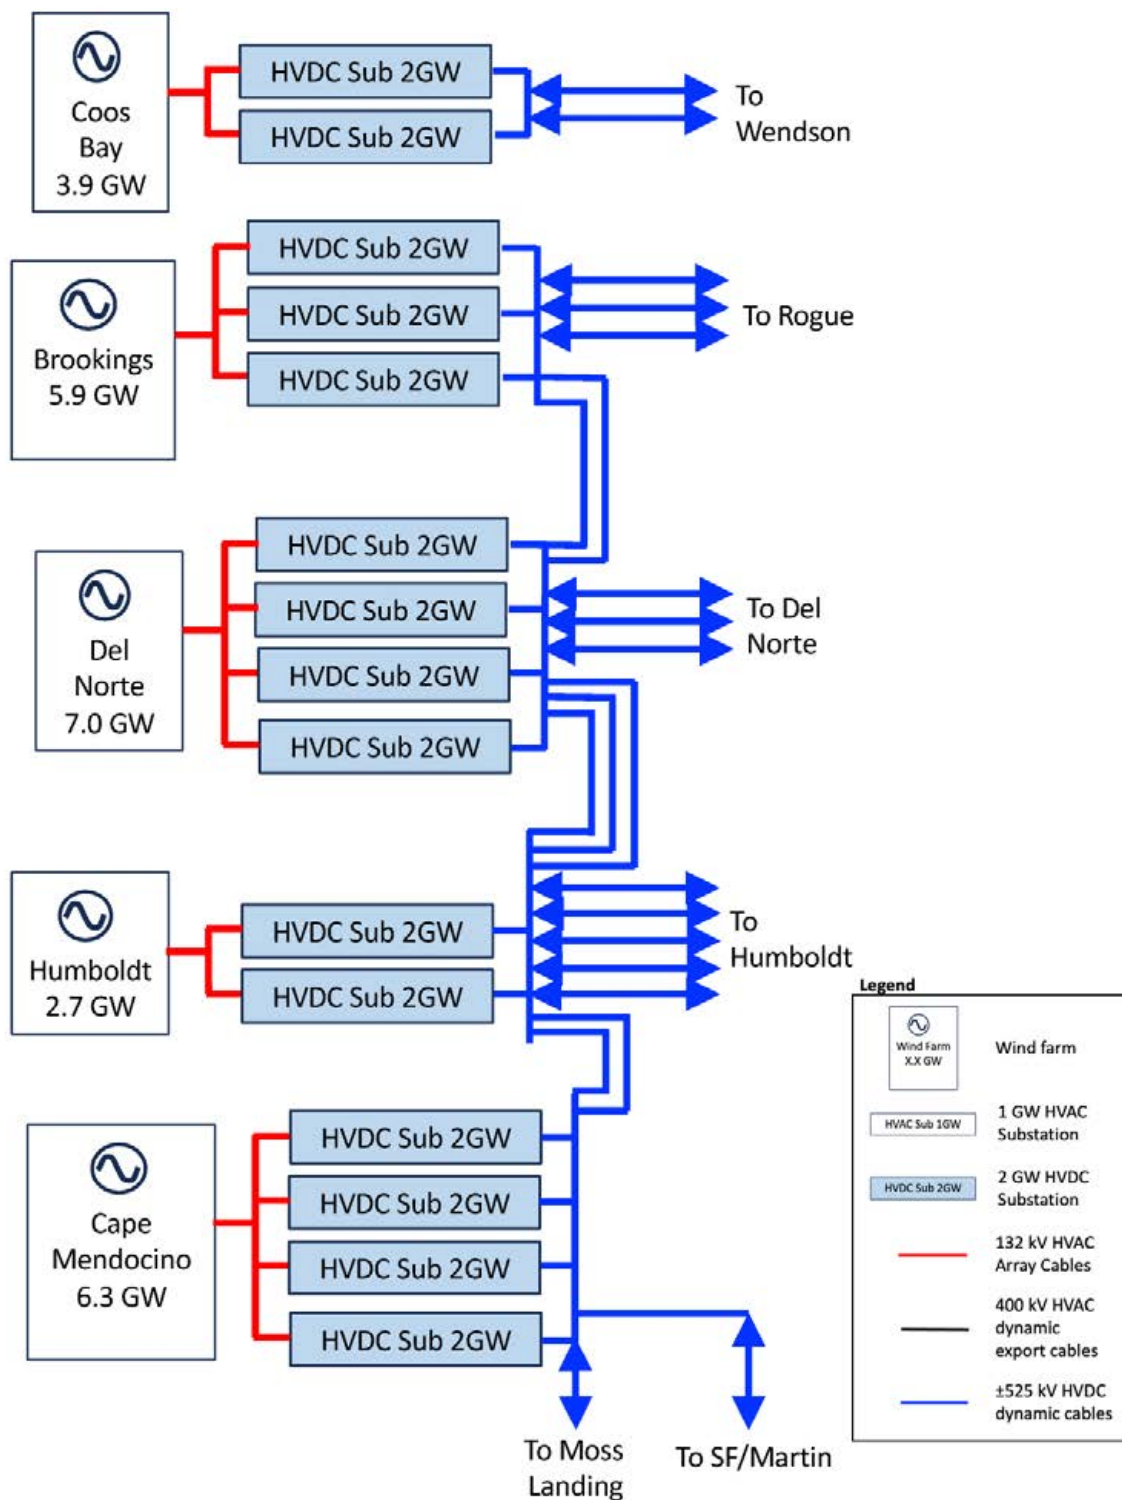 Coos
Bay
3.9 GW
HVDC Sub 2GW
HVDC Sub 2GW
To
Wendson
Brookings
5.9 GW
HVDC Sub 2GW
HVDC Sub 2GW
HVDC Sub 2GW
To Rogue
Del
Norte
7.0 GW
HVDC Sub 2GW
HVDC Sub 2GW
HVDC Sub 2GW
HVDC Sub 2GW
To Del
Norte
Humboldt
2.7 GW
HVDC Sub 2GW
HVDC Sub 2GW
To
Humboldt
Cape
Mendocino
6.3 GW
HVDC Sub 2GW
HVDC Sub 2GW
HVDC Sub 2GW
HVDC Sub 2GW
To Moss
Landing
To SF/Martin
Legend
Wind Farm
X.X GW
Wind farm
HVAC Sub 1GW
1 GW HVAC
Substation
HVDC Sub 2GW
2 GW HVDC
Substation
132 kV HVAC
Array Cables
400 kV HVAC
dynamic
export cables
±525 kV HVDC
dynamic cables